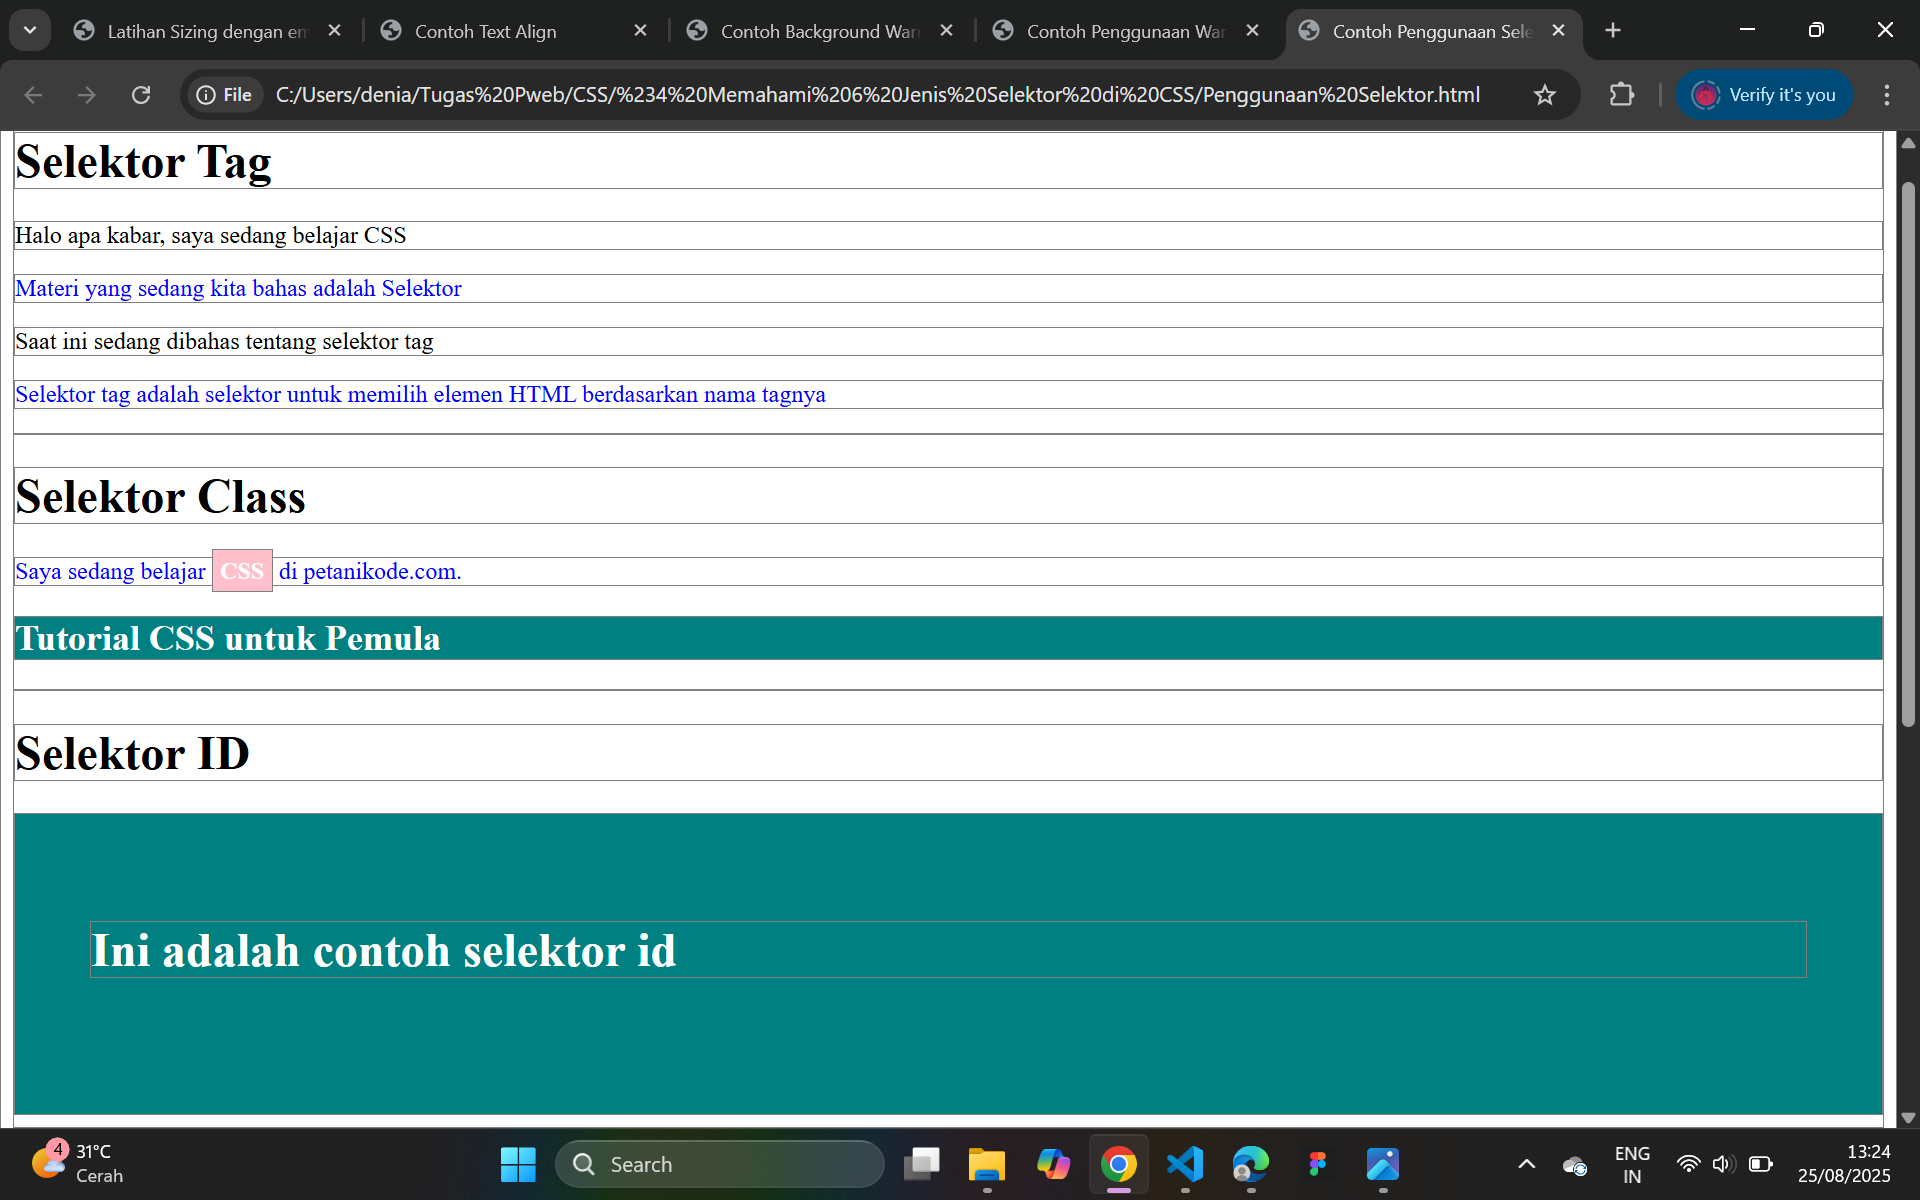 Latihan Sizing dengan em
Contoh Text Align
Contoh Background War
Contoh Penggunaan War
Contoh Penggunaan Sele
File
C:/Users/denia/Tugas%20Pweb/CSS/%234%20Memahami%206%20Jenis%20Selektor%20di%20CSS/Penggunaan%20Selektor.html
Verify it's you
Selektor Tag
Halo apa kabar, saya sedang belajar CSS
Materi yang sedang kita bahas adalah Selektor
Saat ini sedang dibahas tentang selektor tag
Selektor tag adalah selektor untuk memilih elemen HTML berdasarkan nama tagnya
Selektor Class
Saya sedang belajar CSS di petanikode.com.
Tutorial CSS untuk Pemula
Selektor ID
Ini adalah contoh selektor id
4
31°C
Cerah
Search
ENG
IN
13:24
25/08/2025